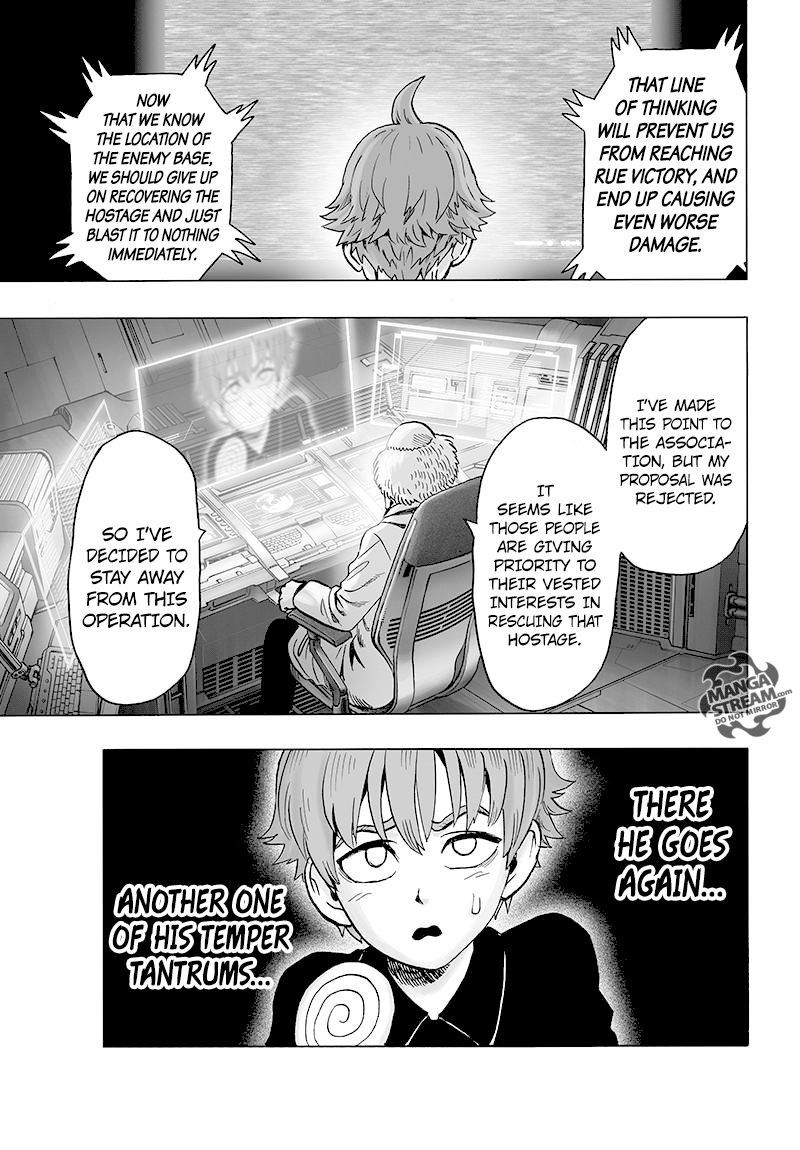 THAT LINE
OF THINKING
WILL PREVENT US
FROM REACHING
RUE VICTORY, AND
END UP CAUSING
EVEN WORSE
DAMAGE.
NOW
THAT WE KNOW
THE LOCATION OF
THE ENEMY BASE,
WE SHOULD GIVE UP
ON RECOVERING THE
HOSTAGE AND JUST
BLAST IT TO NOTHING
IMMEDIATELY.
I'VE MADE
THIS POINT TO
THE ASSOCIA-
TION, BUT MY
PROPOSAL WAS
REJECTED.
IT
SEEMS LIKE
THOSE PEOPLE
ARE GIVING
PRIORITY TO
THEIR VESTED
INTERESTS IN
RESCUING THAT
HOSTAGE.
SO I'VE
DECIDED TO
STAY AWAY
FROM THIS
OPERATION.
MANGA
STREAM.com
DO NOT MIRROR
THERE
HE GOES
AGAIN...
ANOTHER ONE
OF HIS TEMPER
TANTRUMS...